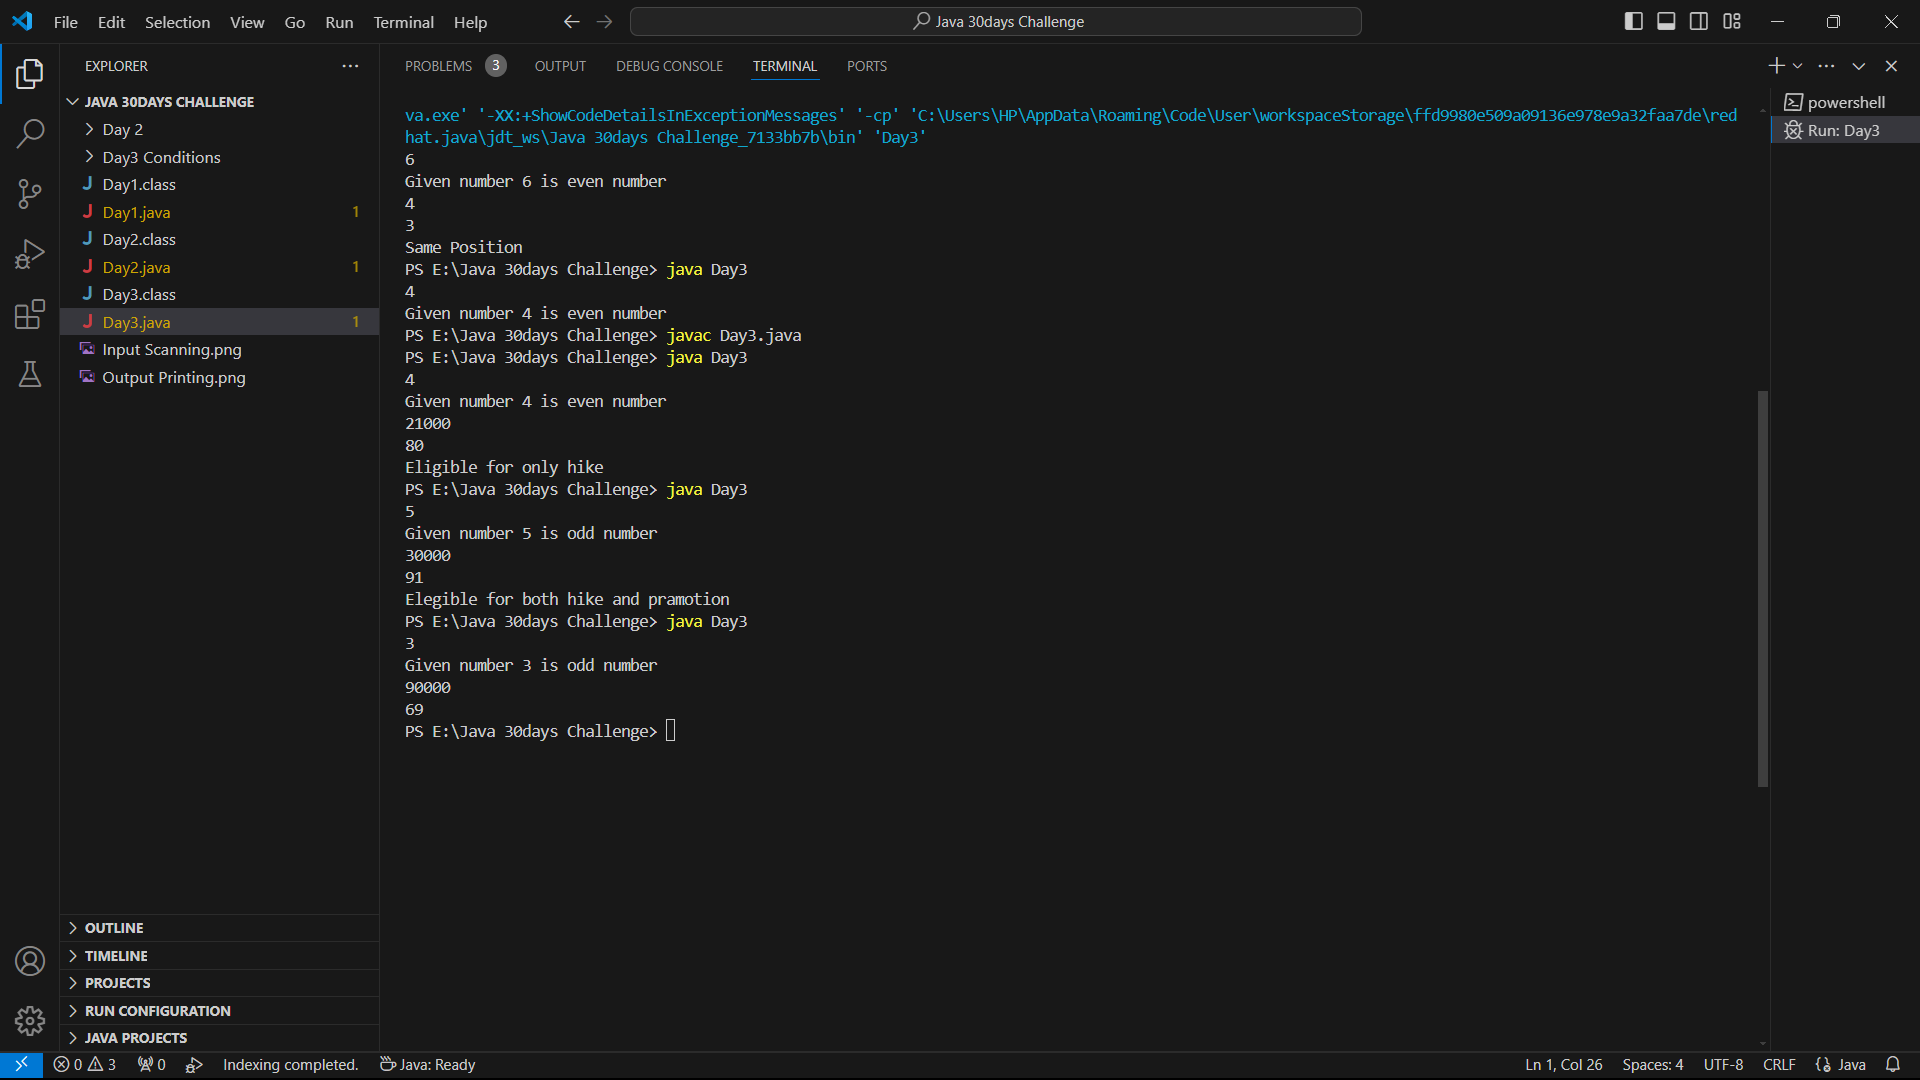 File Edit Selection View Go Run Terminal Help
Java 30days Challenge
EXPLORER
JAVA 30DAYS CHALLENGE
Day 2
Day3 Conditions
J Day1.class
J Day1.java 1
J Day2.class
J Day2.java 1
J Day3.class
J Day3.java 1
Input Scanning.png
Output Printing.png
OUTLINE
TIMELINE
PROJECTS
RUN CONFIGURATION
JAVA PROJECTS
PROBLEMS 3 OUTPUT DEBUG CONSOLE TERMINAL PORTS
va.exe' '-XX:+ShowCodeDetailsInExceptionMessages' '-cp' 'C:\Users\HP\AppData\Roaming\Code\User\workspaceStorage\ffd9980e509a09136e978e9a32faa7de\red
hat.java\jdt_ws\Java 30days Challenge_7133bb7b\bin' 'Day3'
6
Given number 6 is even number
4
3
Same Position
PS E:\Java 30days Challenge> java Day3
4
Given number 4 is even number
PS E:\Java 30days Challenge> javac Day3.java
PS E:\Java 30days Challenge> java Day3
4
Given number 4 is even number
21000
80
Eligible for only hike
PS E:\Java 30days Challenge> java Day3
5
Given number 5 is odd number
30000
91
Elegible for both hike and pramotion
PS E:\Java 30days Challenge> java Day3
3
Given number 3 is odd number
90000
69
PS E:\Java 30days Challenge>
powershell
Run: Day3
0 3 0 Indexing completed. Java: Ready
Ln 1, Col 26 Spaces: 4 UTF-8 CRLF Java